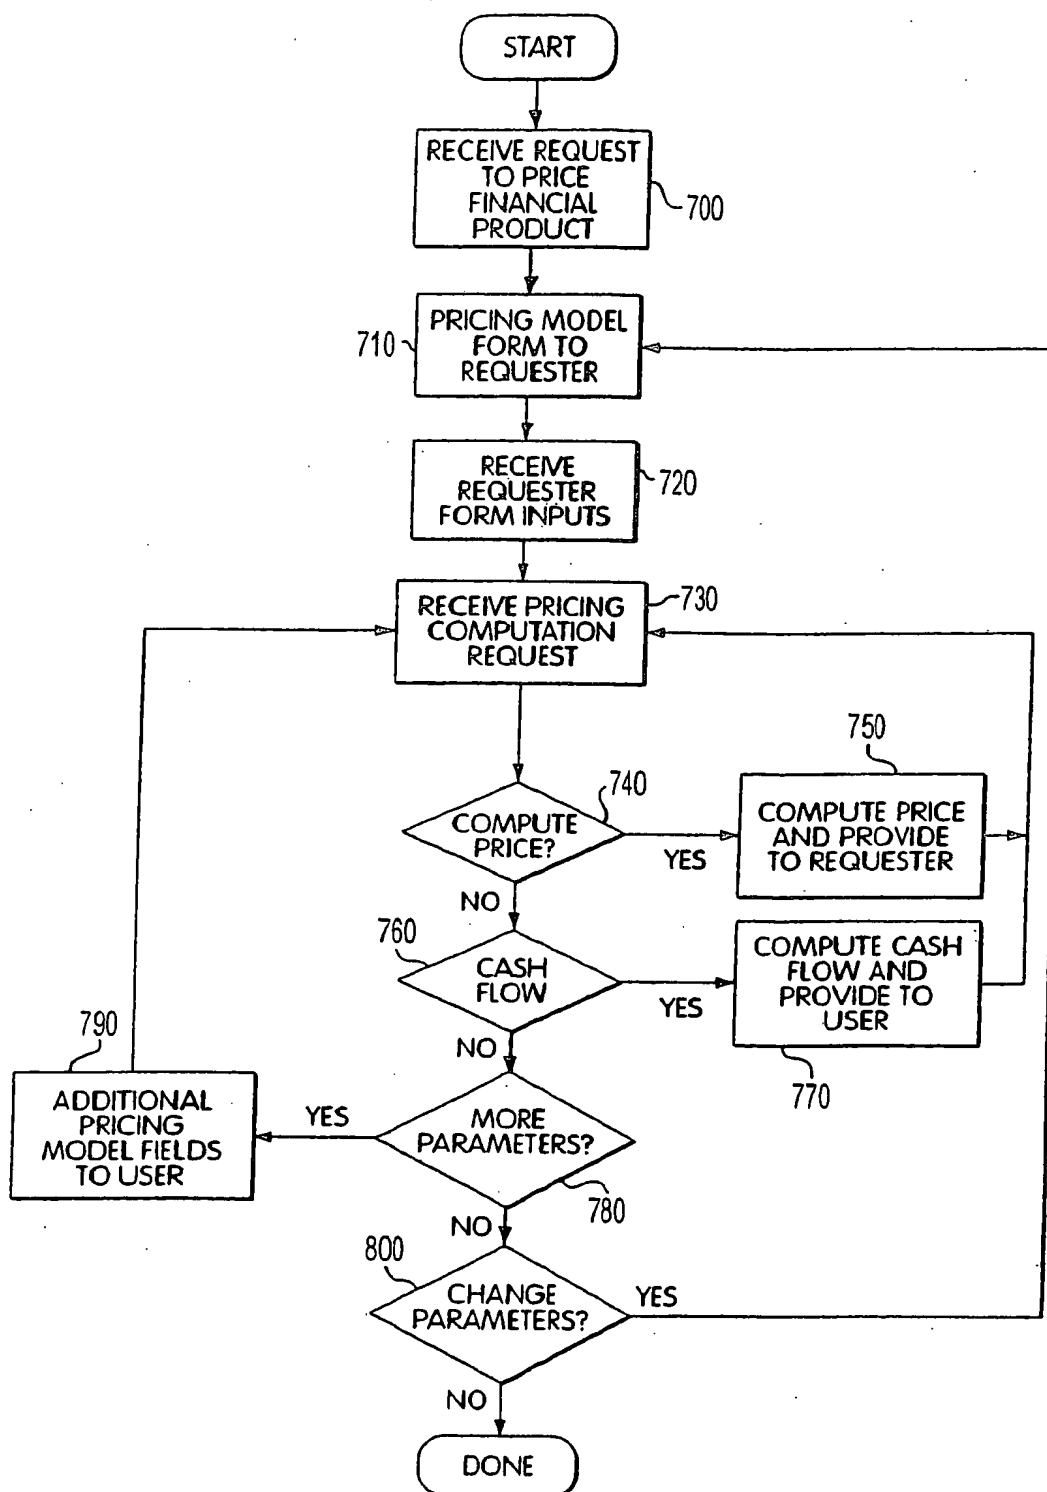 START
RECEIVE REQUEST
TO PRICE
FINANCIAL
PRODUCT
700
PRICING MODEL
FORM TO
REQUESTER
710
RECEIVE
REQUESTER
FORM INPUTS
720
RECEIVE PRICING
COMPUTATION
REQUEST
730
COMPUTE
PRICE?
740
YES
COMPUTE PRICE
AND PROVIDE
TO REQUESTER
750
NO
CASH
FLOW
760
YES
COMPUTE CASH
FLOW AND
PROVIDE TO
USER
770
NO
MORE
PARAMETERS?
780
YES
ADDITIONAL
PRICING
MODEL FIELDS
TO USER
790
NO
CHANGE
PARAMETERS?
800
YES
NO
DONE